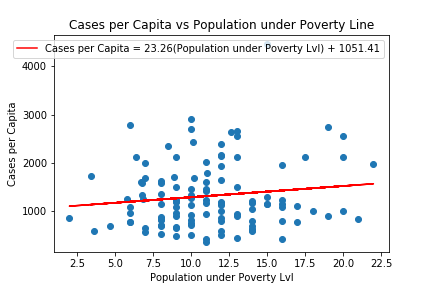 Cases per Capita vs Population under Poverty Line
Cases per Capita = 23.26(Population under Poverty Lvl) + 1051.41
Cases per Capita
4000
3000
2000
1000
2.5 5.0 7.5 10.0 12.5 15.0 17.5 20.0 22.5
Population under Poverty Lvl